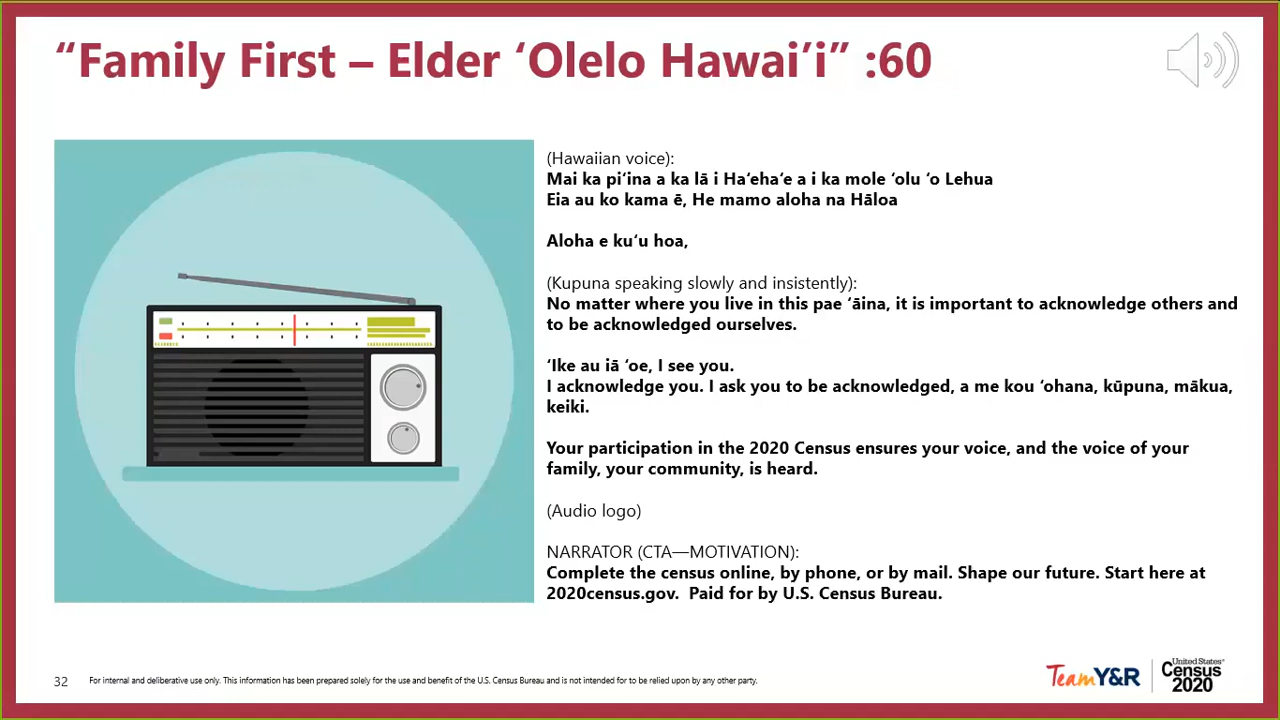 “Family First – Elder ‘Olelo Hawai’i” :60
(Hawaiian voice):
Mai ka pi‘ina a ka lā i Ha‘eha‘e a i ka mole ‘olu ‘o Lehua
Eia au ko kama ē, He mamo aloha na Hāloa
Aloha e ku‘u hoa,
(Kupuna speaking slowly and insistently):
No matter where you live in this pae ‘āina, it is important to acknowledge others and
to be acknowledged ourselves.
‘Ike au iā ‘oe, I see you.
I acknowledge you. I ask you to be acknowledged, a me kou ‘ohana, kūpuna, mākua,
keiki.
Your participation in the 2020 Census ensures your voice, and the voice of your
family, your community, is heard.
(Audio logo)
NARRATOR (CTA—MOTIVATION):
Complete the census online, by phone, or by mail. Shape our future. Start here at
2020census.gov.  Paid for by U.S. Census Bureau.
32
For internal and deliberative use only. This information has been prepared solely for the use and benefit of the U.S. Census Bureau and is not intended for to be relied upon by any other party.
TeamY&R
United States®
Census
2020